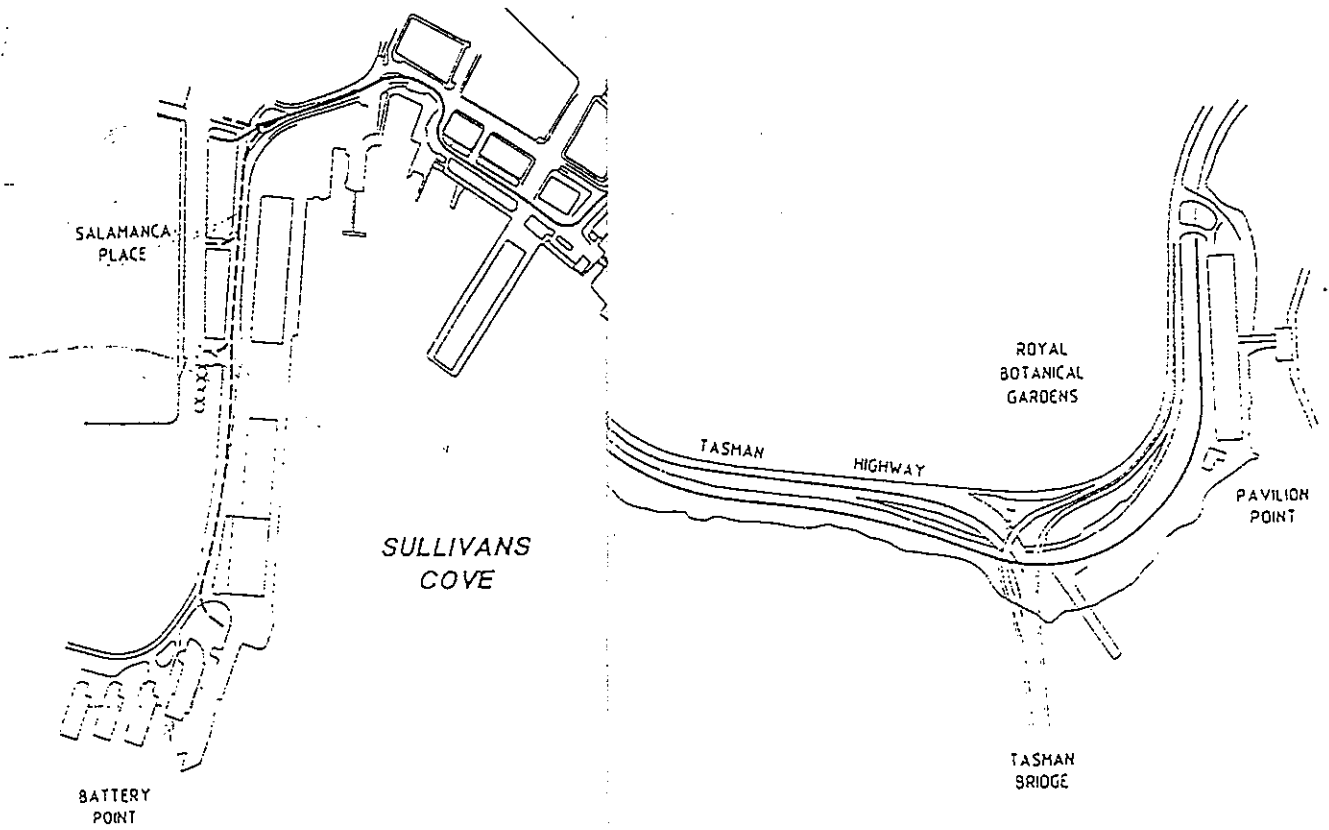 SALAMANCA
PLACE
SULLIVANS
COVE
BATTERY
POINT
ROYAL
BOTANICAL
GARDENS
TASMAN HIGHWAY
PAVILION
POINT
TASMAN
BRIDGE